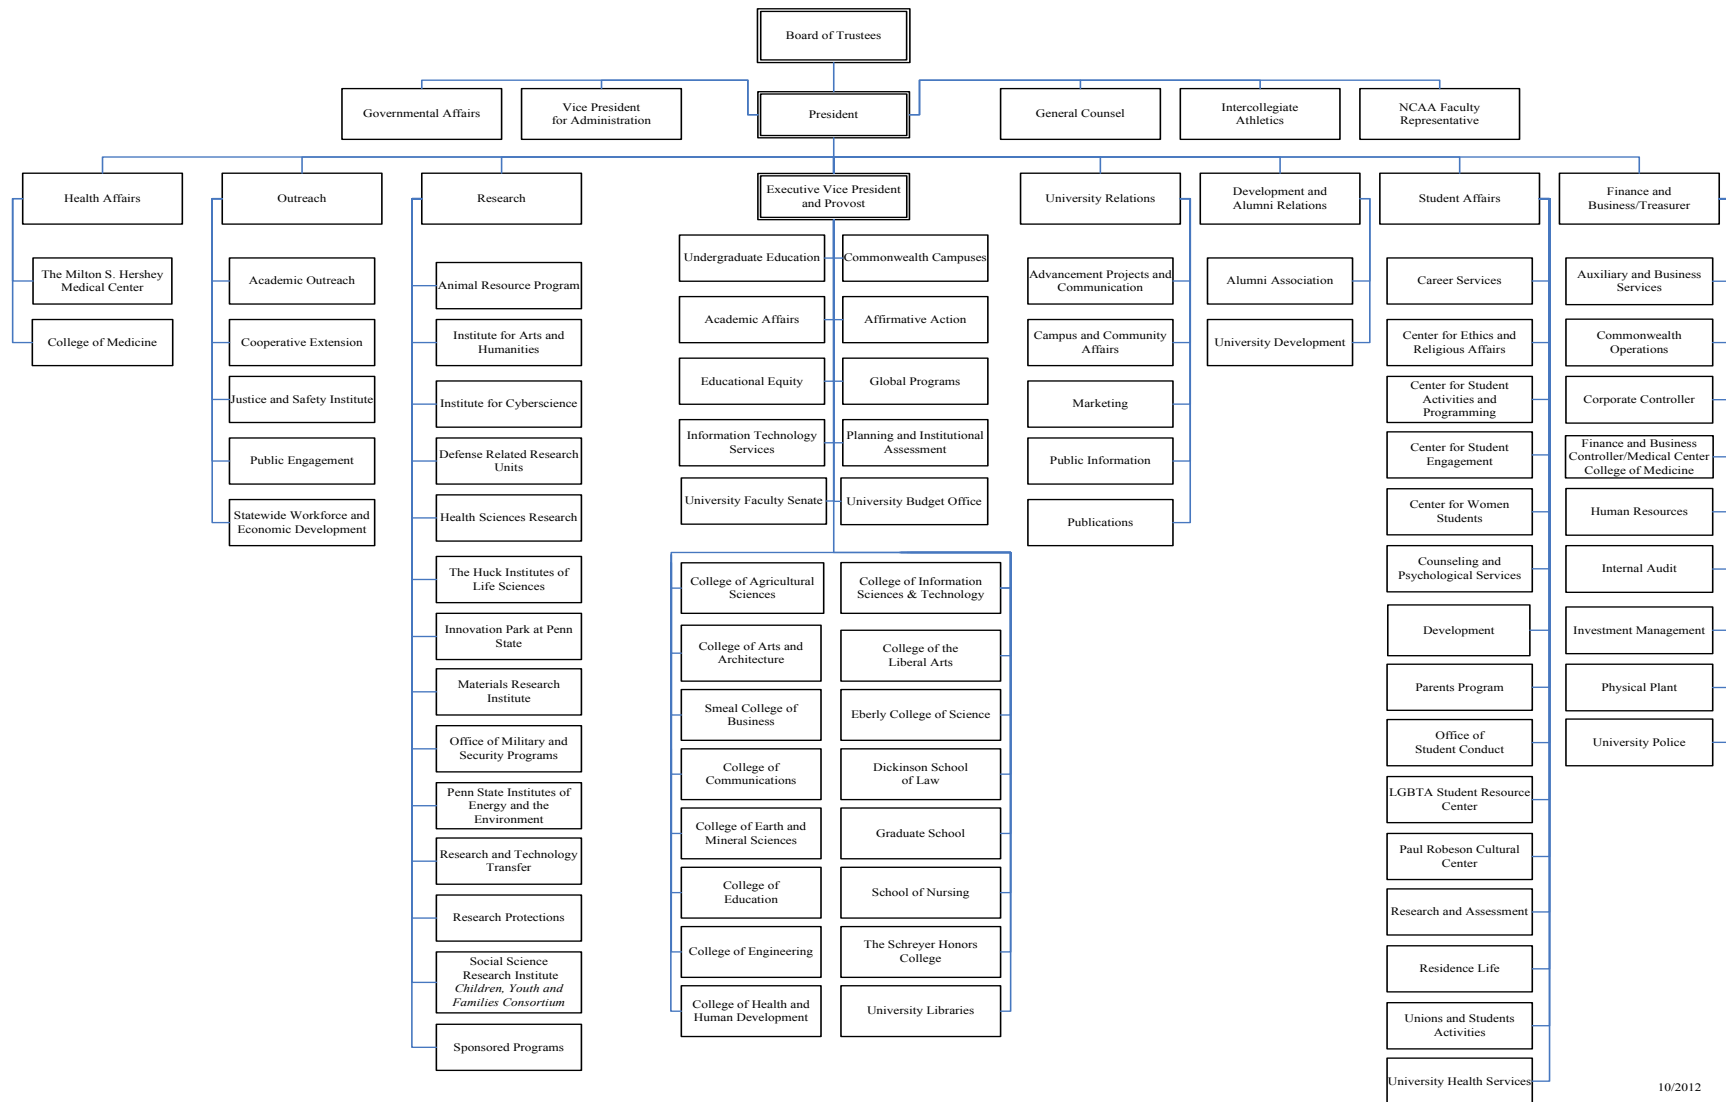 Board of Trustees
Governmental Affairs
Vice President
for Administration
President
General Counsel
Intercollegiate
Athletics
NCAA Faculty
Representative
Health Affairs
The Milton S. Hershey
Medical Center
College of Medicine
Outreach
Academic Outreach
Cooperative Extension
Justice and Safety Institute
Public Engagement
Statewide Workforce and
Economic Development
Research
Animal Resource Program
Institute for Arts and
Humanities
Institute for Cyberscience
Defense Related Research
Units
Health Sciences Research
The Huck Institutes of
Life Sciences
Innovation Park at Penn
State
Materials Research
Institute
Office of Military and
Security Programs
Penn State Institutes of
Energy and the
Environment
Research and Technology
Transfer
Research Protections
Social Science
Research Institute
Children, Youth and
Families Consortium
Sponsored Programs
Executive Vice President
and Provost
Undergraduate Education
Commonwealth Campuses
Academic Affairs
Affirmative Action
Educational Equity
Global Programs
Information Technology
Services
Planning and Institutional
Assessment
University Faculty Senate
University Budget Office
College of Agricultural
Sciences
College of Information
Sciences & Technology
College of Arts and
Architecture
College of the
Liberal Arts
Smeal College of
Business
Eberly College of Science
College of
Communications
Dickinson School
of Law
College of Earth and
Mineral Sciences
Graduate School
College of
Education
School of Nursing
College of Engineering
The Schreyer Honors
College
College of Health and
Human Development
University Libraries
University Relations
Advancement Projects and
Communication
Campus and Community
Affairs
Marketing
Public Information
Publications
Development and
Alumni Relations
Alumni Association
University Development
Student Affairs
Career Services
Center for Ethics and
Religious Affairs
Center for Student
Activities and
Programming
Center for Student
Engagement
Center for Women
Students
Counseling and
Psychological Services
Development
Parents Program
Office of
Student Conduct
LGBTA Student Resource
Center
Paul Robeson Cultural
Center
Research and Assessment
Residence Life
Unions and Students
Activities
University Health Services
Finance and
Business/Treasurer
Auxiliary and Business
Services
Commonwealth
Operations
Corporate Controller
Finance and Business
Controller/Medical Center
College of Medicine
Human Resources
Internal Audit
Investment Management
Physical Plant
University Police
10/2012